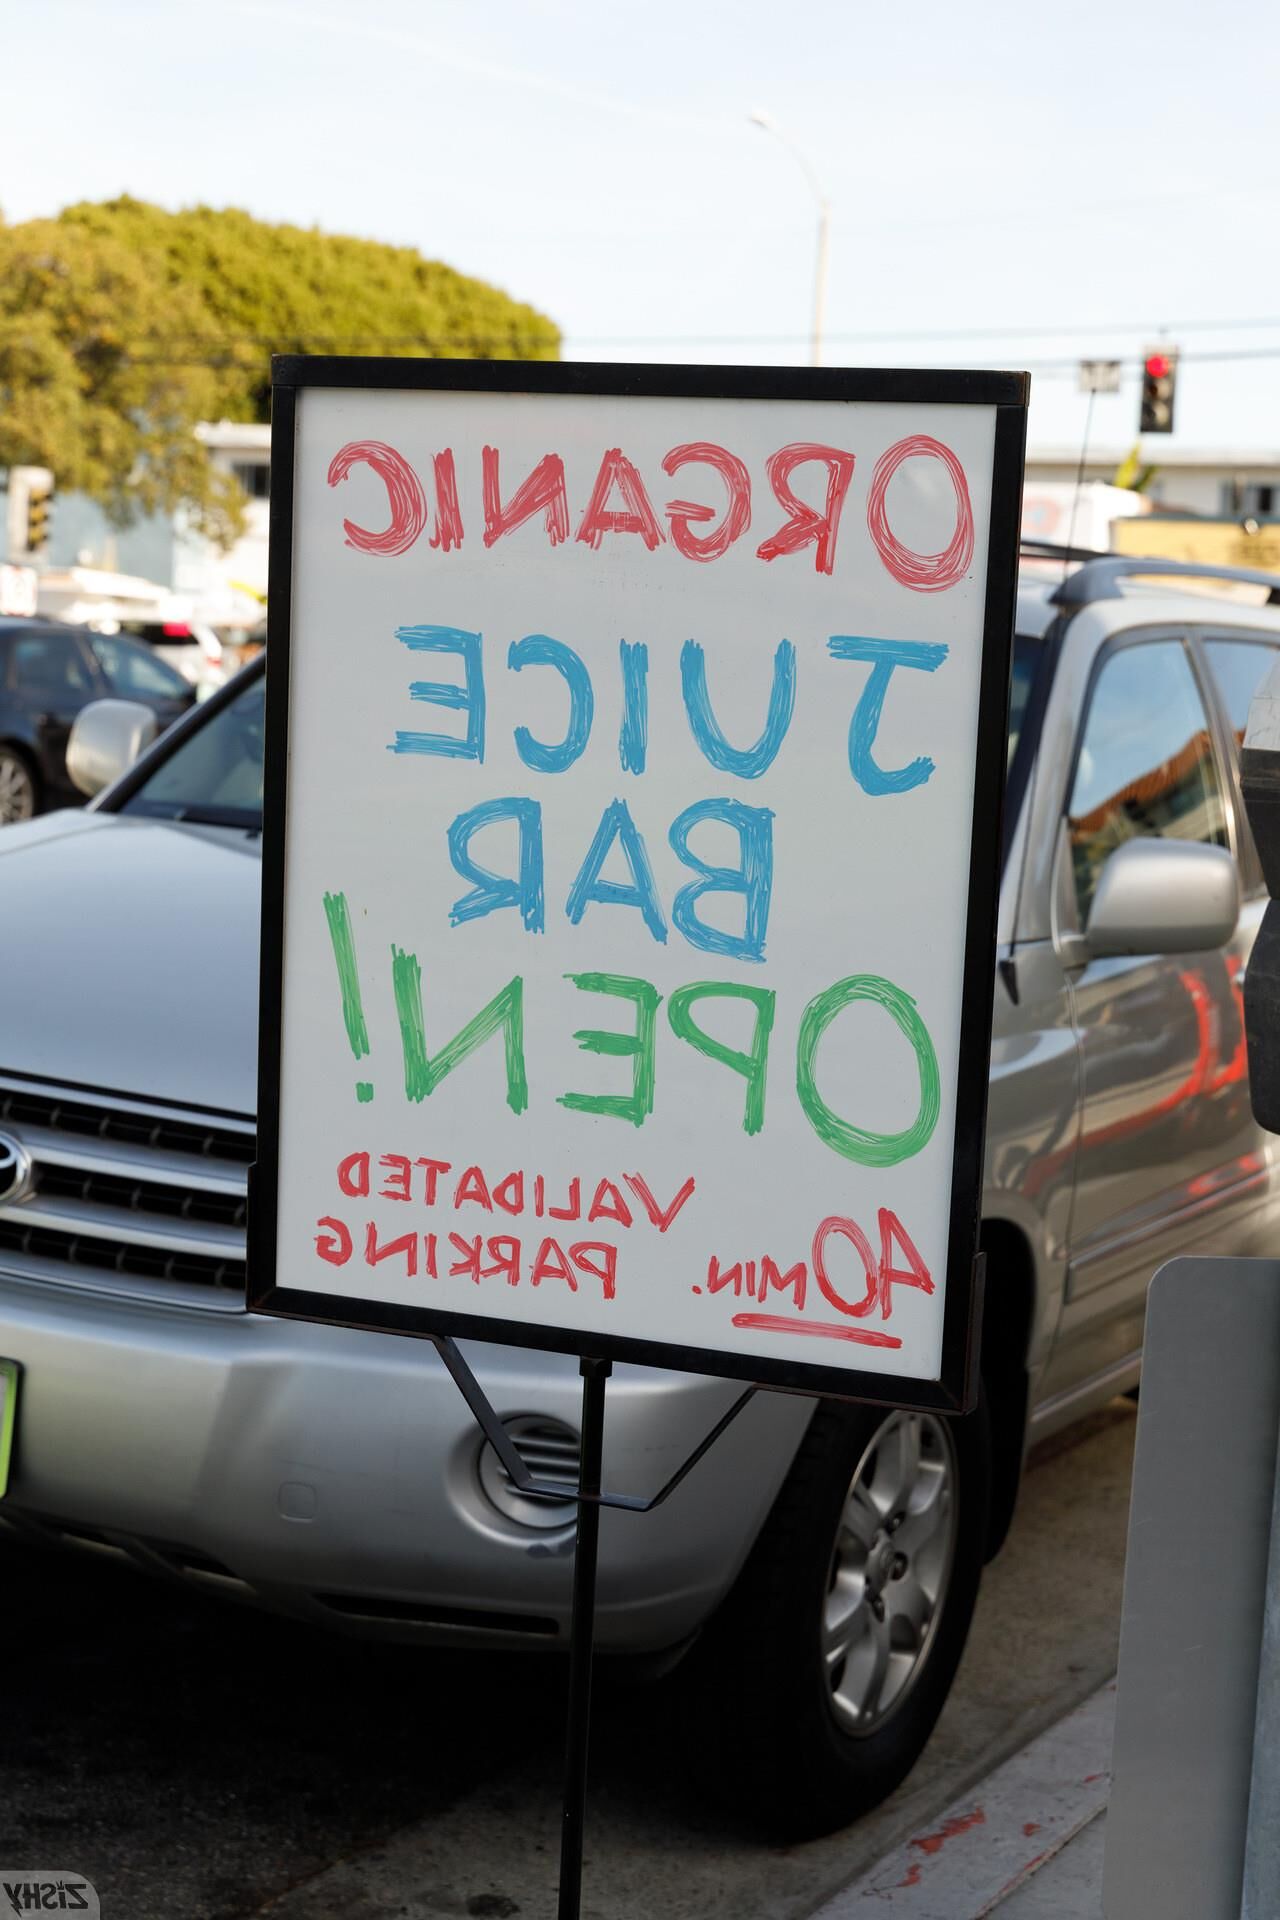 ORGANIC
JUICE
BAR
OPEN!
40 MIN. VALIDATED
PARKING
ZISHY